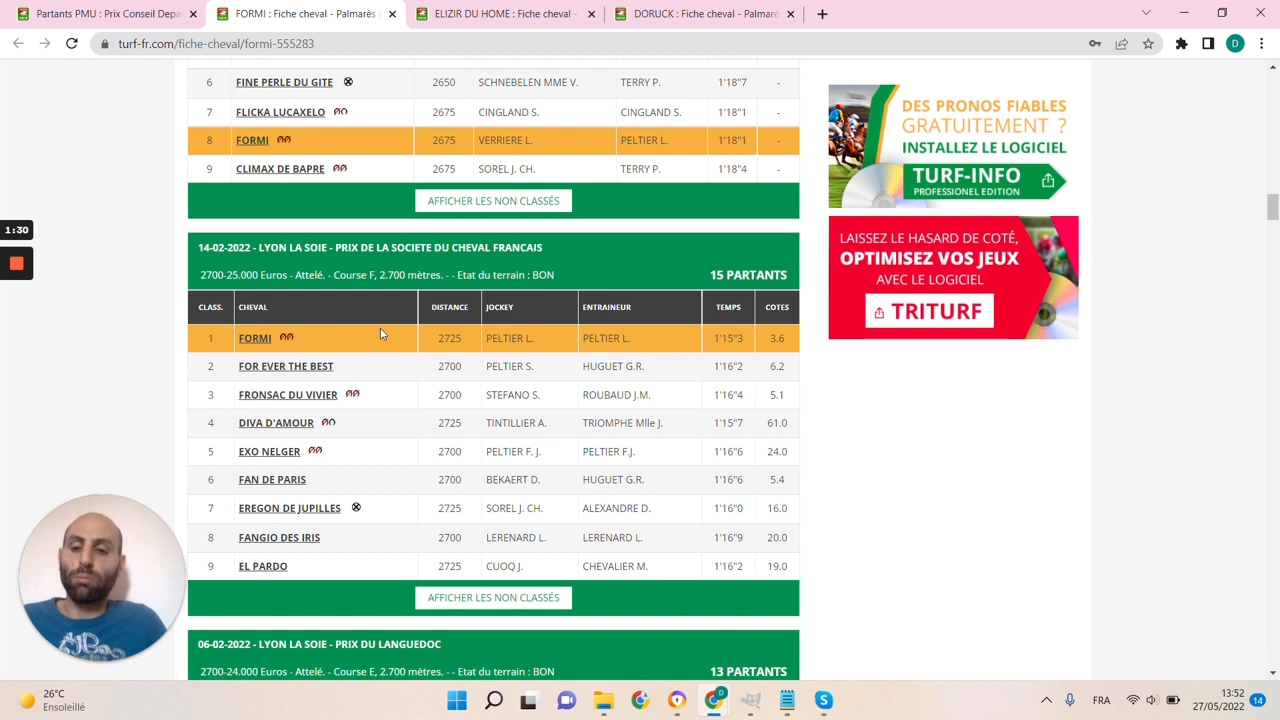 Partants PMU : Prix Conseil Depa
FORMI : Fiche cheval - Palmarès e
ELIZIR DU HOME : Fiche cheval -
DORUCK : Fiche cheval - Palmarès
turf-fr.com/fiche-cheval/formi-555283
D
6 FINE PERLE DU GITE 2650 SCHNEBELEN MME V. TERRY P. 1'18"7 -
7 FLICKA LUCAXELO 2675 CINGLAND S. CINGLAND S. 1'18"1 -
8 FORMI 2675 VERRIERE L. PELTIER L. 1'18"1 -
9 CLIMAX DE BAPRE 2675 SOREL J. CH. TERRY P. 1'18"4 -
AFFICHER LES NON CLASSÉS
14-02-2022 - LYON LA SOIE - PRIX DE LA SOCIETE DU CHEVAL FRANCAIS
2700-25.000 Euros - Attelé. - Course F, 2.700 mètres. - - Etat du terrain : BON 15 PARTANTS
CLASS. CHEVAL DISTANCE JOCKEY ENTRAINEUR TEMPS COTES
1 FORMI 2725 PELTIER L. PELTIER L. 1'15"3 3.6
2 FOR EVER THE BEST 2700 PELTIER S. HUGUET G.R. 1'16"2 6.2
3 FRONSAC DU VIVIER 2700 STEFANO S. ROUBAUD J.M. 1'16"4 5.1
4 DIVA D'AMOUR 2725 TINTILLIER A. TRIOMPHE Mlle J. 1'15"7 61.0
5 EXO NELGER 2700 PELTIER F. J. PELTIER F.J. 1'16"6 24.0
6 FAN DE PARIS 2700 BEKAERT D. HUGUET G.R. 1'16"6 5.4
7 EREGON DE JUPILLES 2725 SOREL J. CH. ALEXANDRE D. 1'16"0 16.0
8 FANGIO DES IRIS 2700 LERENARD L. LERENARD L. 1'16"9 20.0
9 EL PARDO 2725 CUOQ J. CHEVALIER M. 1'16"2 19.0
AFFICHER LES NON CLASSÉS
06-02-2022 - LYON LA SOIE - PRIX DU LANGUEDOC
2700-24.000 Euros - Attelé. - Course E, 2.700 mètres. - - Etat du terrain : BON 13 PARTANTS
DES PRONOS FIABLES
GRATUITEMENT ?
INSTALLEZ LE LOGICIEL
TURF-INFO
PROFESSIONEL EDITION
LAISSEZ LE HASARD DE COTÉ,
OPTIMISEZ VOS JEUX
AVEC LE LOGICIEL
TRITURF
1:30
26°C
Ensoleillé
D
FRA
13:52
27/05/2022
14